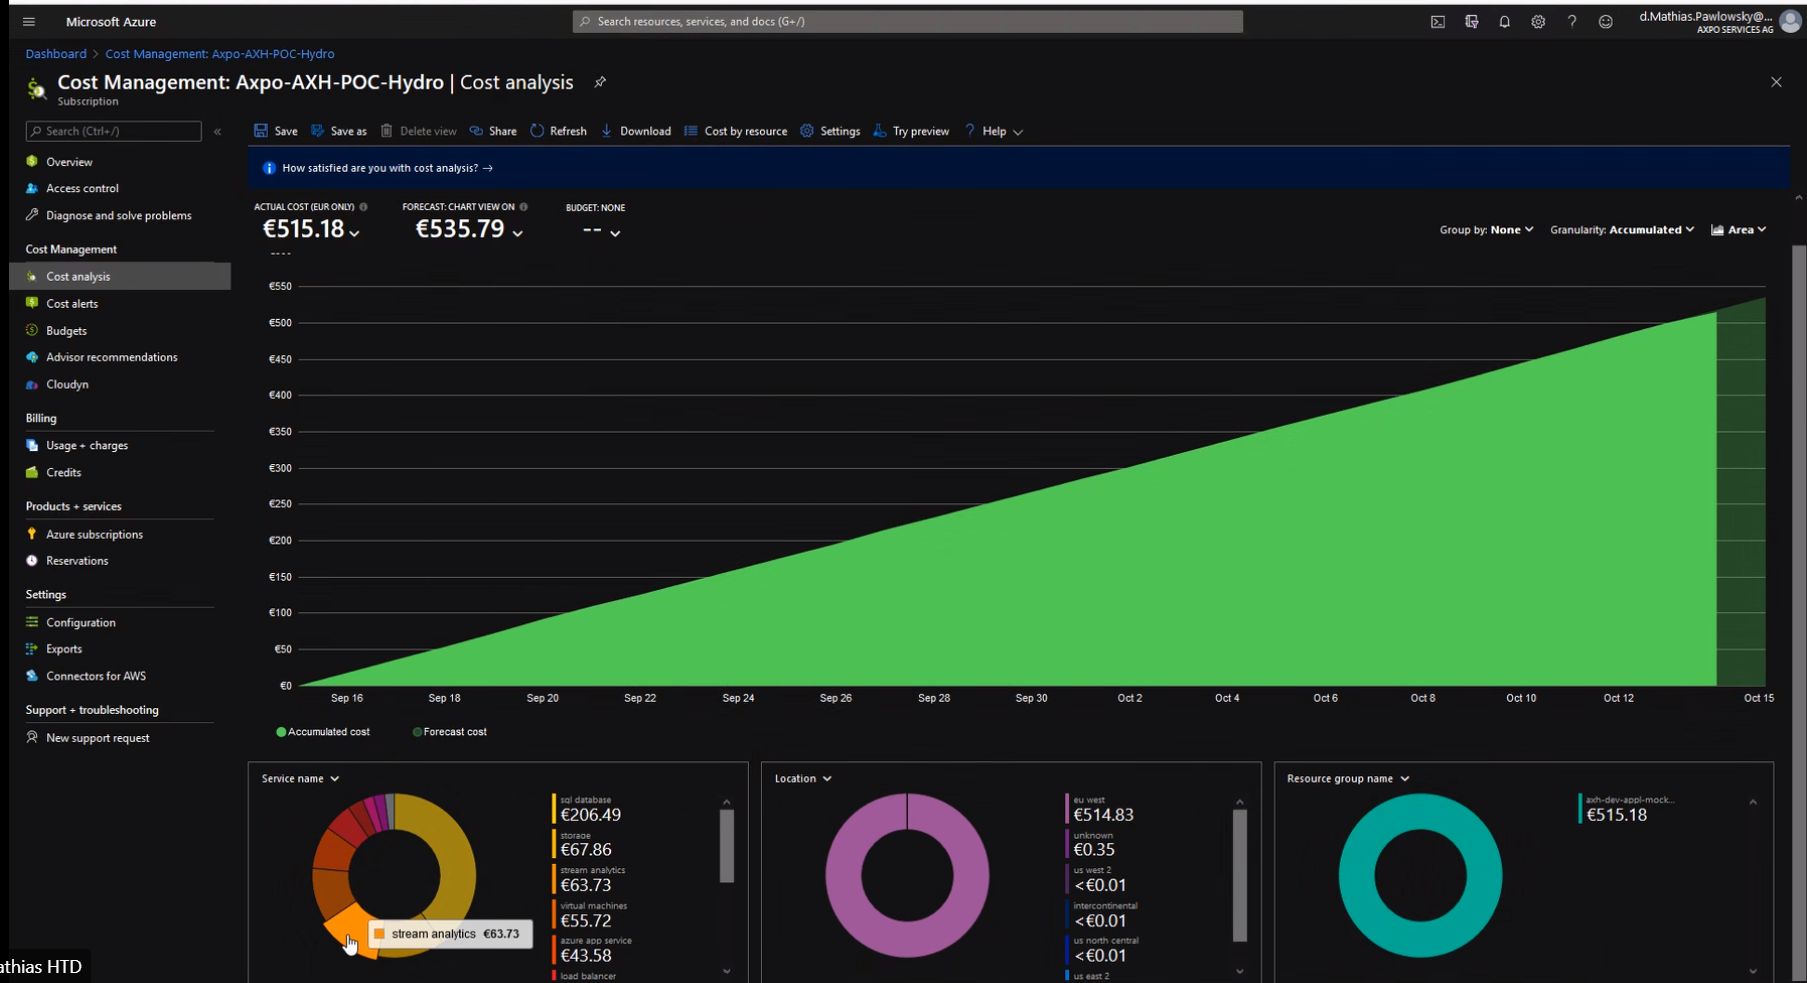 Microsoft Azure
Search resources, services, and docs (G+/)
d.Mathias.Pawlowsky@...
AXPO SERVICES AG
Dashboard > Cost Management: Axpo-AXH-POC-Hydro
Cost Management: Axpo-AXH-POC-Hydro | Cost analysis
Subscription
Search (Ctrl+/)
«
Save
Save as
Delete view
Share
Refresh
Download
Cost by resource
Settings
Try preview
? Help
Overview
Access control
Diagnose and solve problems
Cost Management
Cost analysis
Cost alerts
Budgets
Advisor recommendations
Cloudyn
Billing
Usage + charges
Credits
Products + services
Azure subscriptions
Reservations
Settings
Configuration
Exports
Connectors for AWS
Support + troubleshooting
New support request
How satisfied are you with cost analysis? →
ACTUAL COST (EUR ONLY)
€515.18
FORECAST: CHART VIEW ON
€535.79
BUDGET: NONE
--
Group by: None
Granularity: Accumulated
Area
€550
€500
€450
€400
€350
€300
€250
€200
€150
€100
€50
€0
Sep 16
Sep 18
Sep 20
Sep 22
Sep 24
Sep 26
Sep 28
Sep 30
Oct 2
Oct 4
Oct 6
Oct 8
Oct 10
Oct 12
Oct 15
Accumulated cost
Forecast cost
Service name
sql database
€206.49
storage
€67.86
stream analytics
€63.73
virtual machines
€55.72
azure app service
€43.58
load balancer
stream analytics €63.73
Location
eu west
€514.83
unknown
€0.35
us west 2
<€0.01
intercontinental
<€0.01
us north central
<€0.01
us east 2
Resource group name
axh-dev-appl-mock...
€515.18
athias HTD